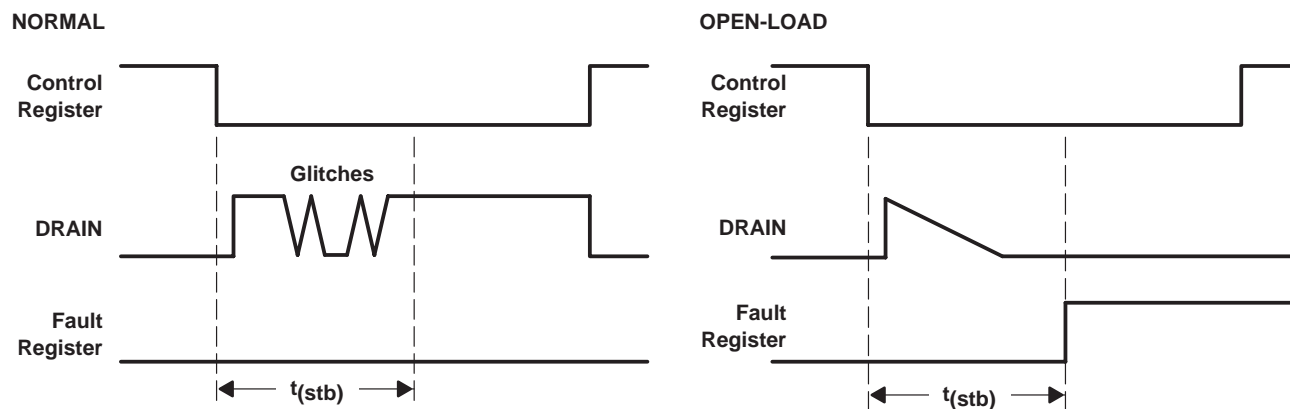 NORMAL
Control
Register
Glitches
DRAIN
Fault
Register
t(stb)
OPEN-LOAD
Control
Register
DRAIN
Fault
Register
t(stb)